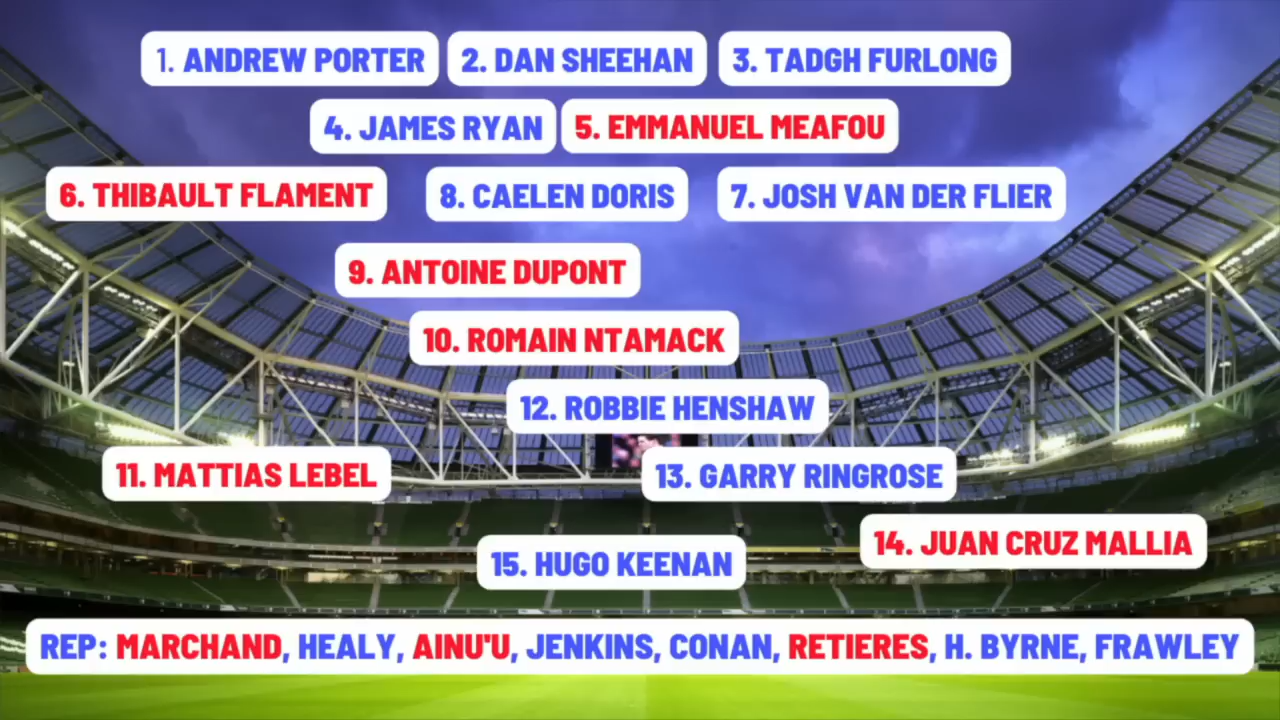 1. ANDREW PORTER 2. DAN SHEEHAN 3. TADGH FURLONG
4. JAMES RYAN 5. EMMANUEL MEAFOU
6. THIBAULT FLAMENT 8. CAELEN DORIS 7. JOSH VAN DER FLIER
9. ANTOINE DUPONT
10. ROMAIN NTAMACK
12. ROBBIE HENSHAW
11. MATTIAS LEBEL 13. GARRY RINGROSE
14. JUAN CRUZ MALLIA
15. HUGO KEENAN
REP: MARCHAND, HEALY, AINU'U, JENKINS, CONAN, RETIERES, H. BYRNE, FRAWLEY